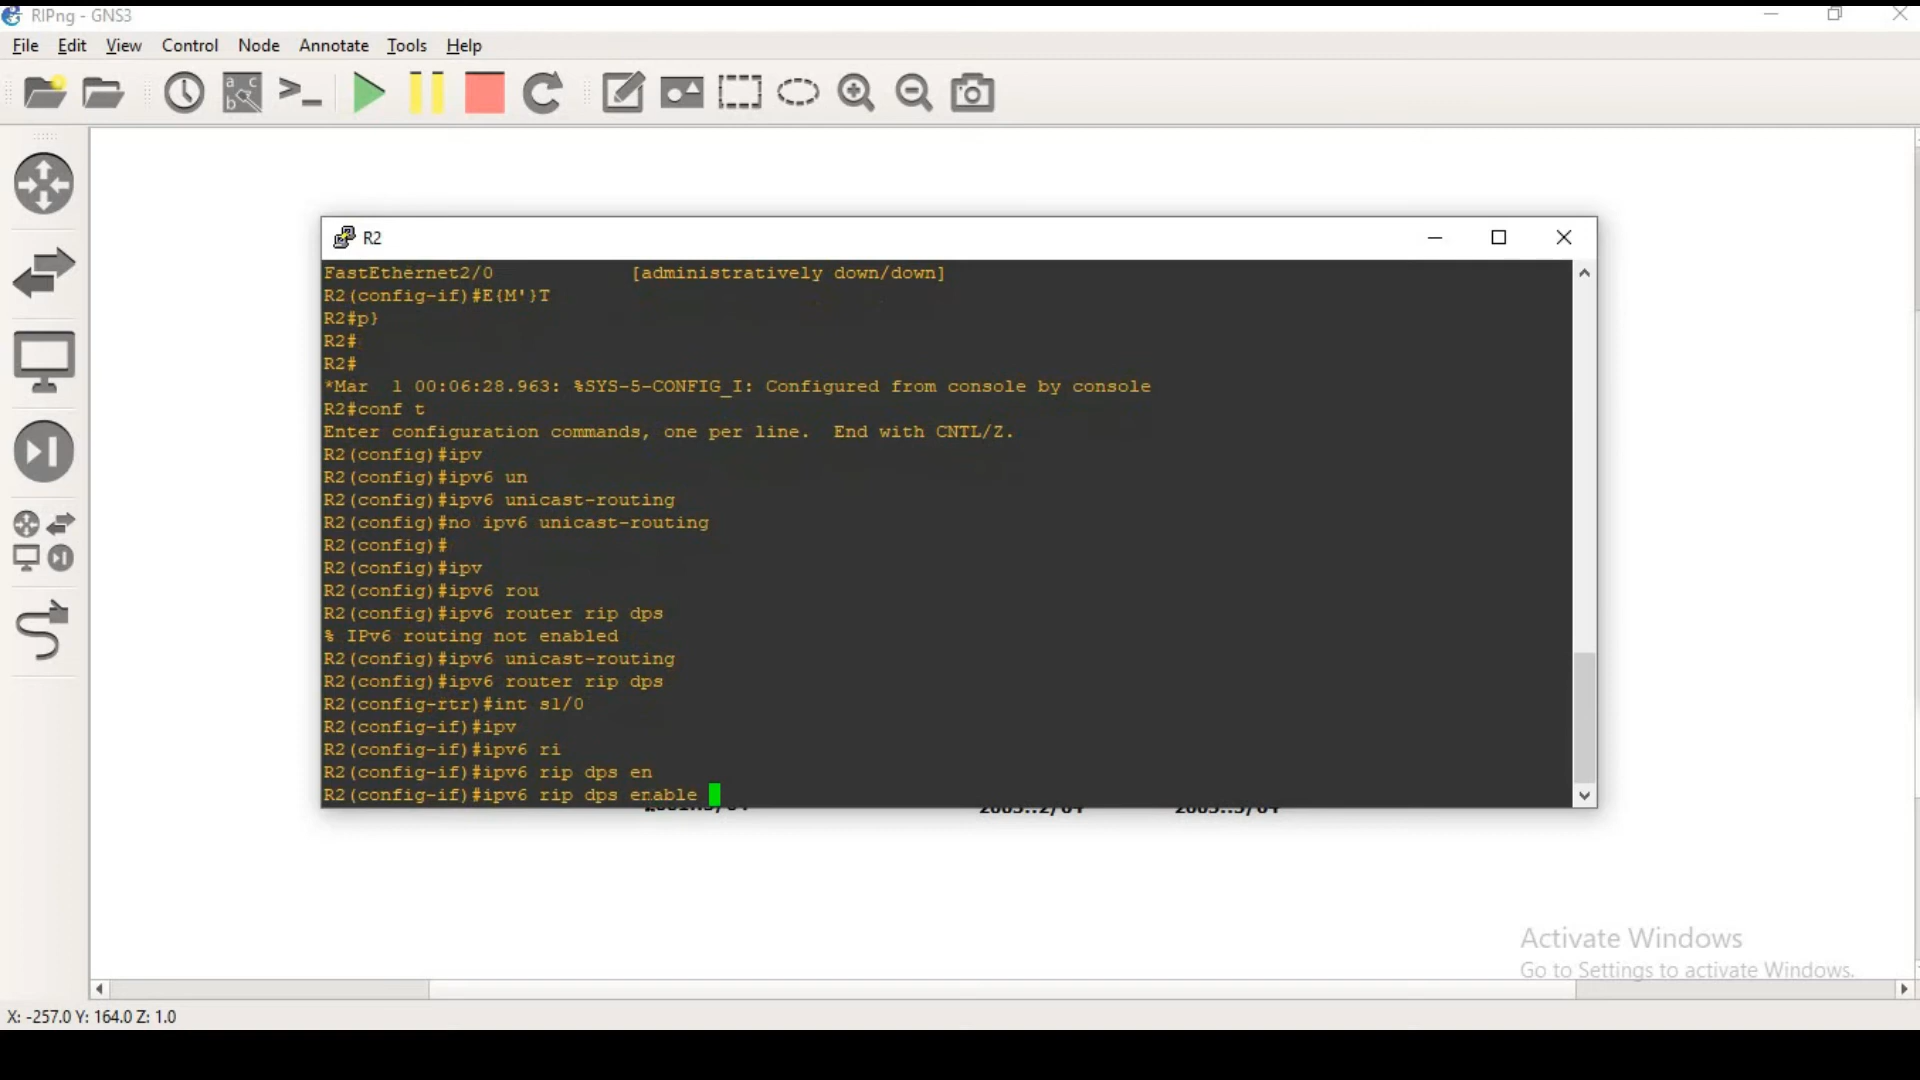 RIPng - GNS3
File Edit View Control Node Annotate Tools Help
R2
FastEthernet2/0 [administratively down/down]
R2(config-if)#E{M'}T
R2#p}
R2#
R2#
*Mar  1 00:06:28.963: %SYS-5-CONFIG_I: Configured from console by console
R2#conf t
Enter configuration commands, one per line.  End with CNTL/Z.
R2(config)#ipv
R2(config)#ipv6 un
R2(config)#ipv6 unicast-routing
R2(config)#no ipv6 unicast-routing
R2(config)#
R2(config)#ipv
R2(config)#ipv6 rou
R2(config)#ipv6 router rip dps
% IPv6 routing not enabled
R2(config)#ipv6 unicast-routing
R2(config)#ipv6 router rip dps
R2(config-rtr)#int s1/0
R2(config-if)#ipv
R2(config-if)#ipv6 ri
R2(config-if)#ipv6 rip dps en
R2(config-if)#ipv6 rip dps enable
Activate Windows
Go to Settings to activate Windows.
X: -257.0 Y: 164.0 Z: 1.0